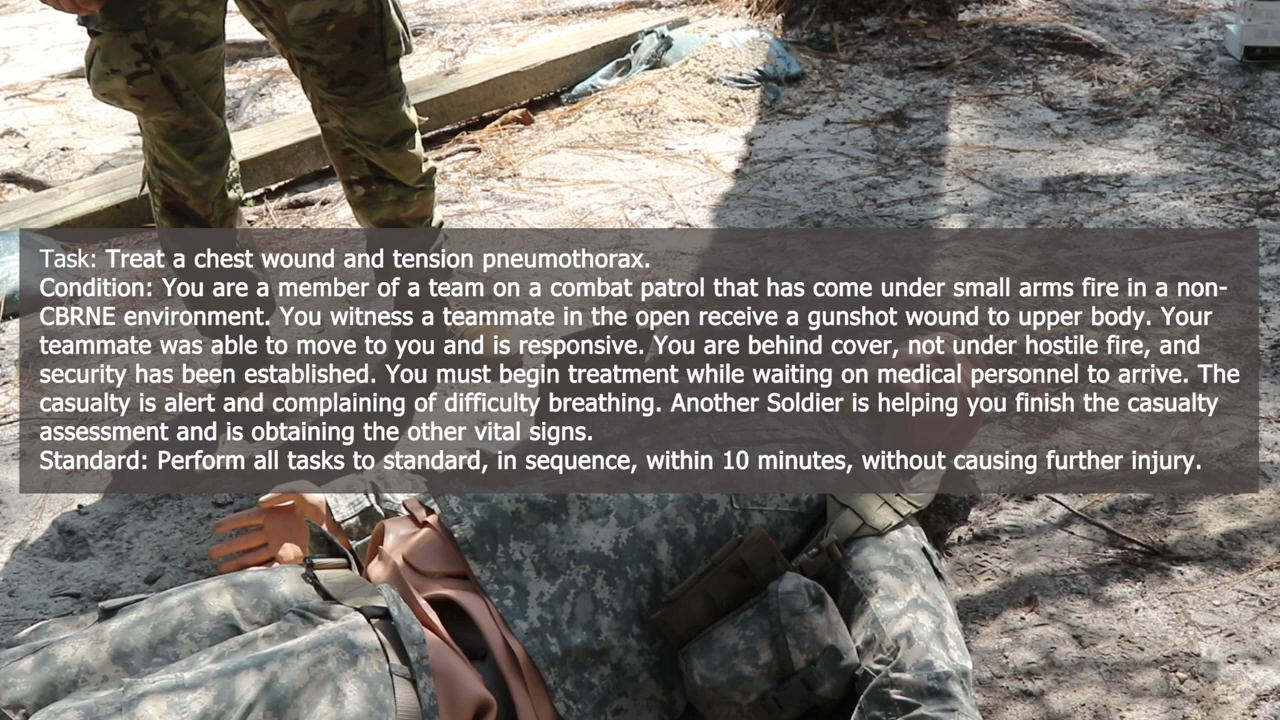 Task: Treat a chest wound and tension pneumothorax.
Condition: You are a member of a team on a combat patrol that has come under small arms fire in a non-
CBRNE environment. You witness a teammate in the open receive a gunshot wound to upper body. Your
teammate was able to move to you and is responsive. You are behind cover, not under hostile fire, and
security has been established. You must begin treatment while waiting on medical personnel to arrive. The
casualty is alert and complaining of difficulty breathing. Another Soldier is helping you finish the casualty
assessment and is obtaining the other vital signs.
Standard: Perform all tasks to standard, in sequence, within 10 minutes, without causing further injury.